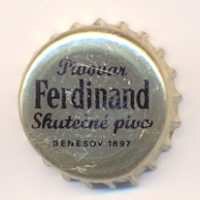 Pivovar
Ferdinand
Skutečné pivo
BENEŠOV 1897